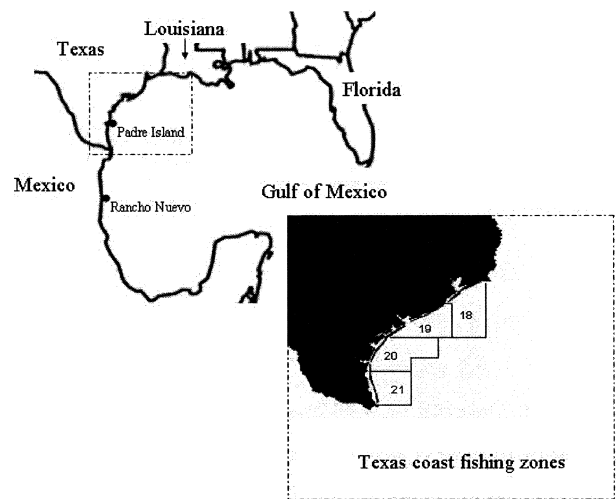 Louisiana
Texas
Florida
Padre Island
Mexico
Gulf of Mexico
Rancho Nuevo
18
19
20
21
Texas coast fishing zones